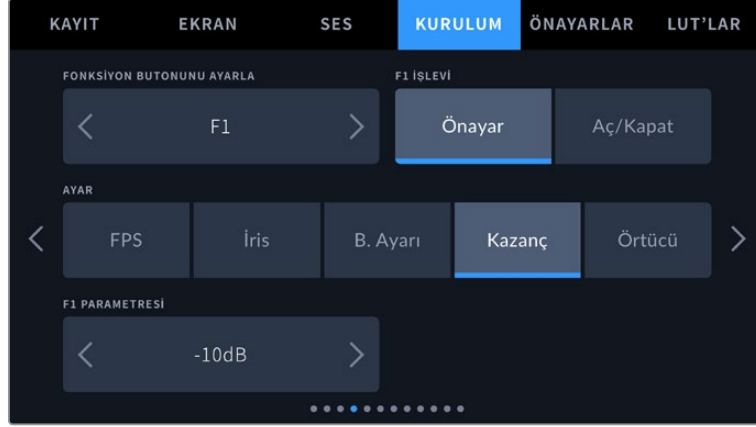 KAYIT EKRAN SES KURULUM ÖNAYARLAR LUT’LAR
FONKSİYON BUTONUNU AYARLA F1 İŞLEVİ
F1 Önayar Aç/Kapat
AYAR
FPS İris B. Ayarı Kazanç Örtücü
F1 PARAMETRESİ
-10dB